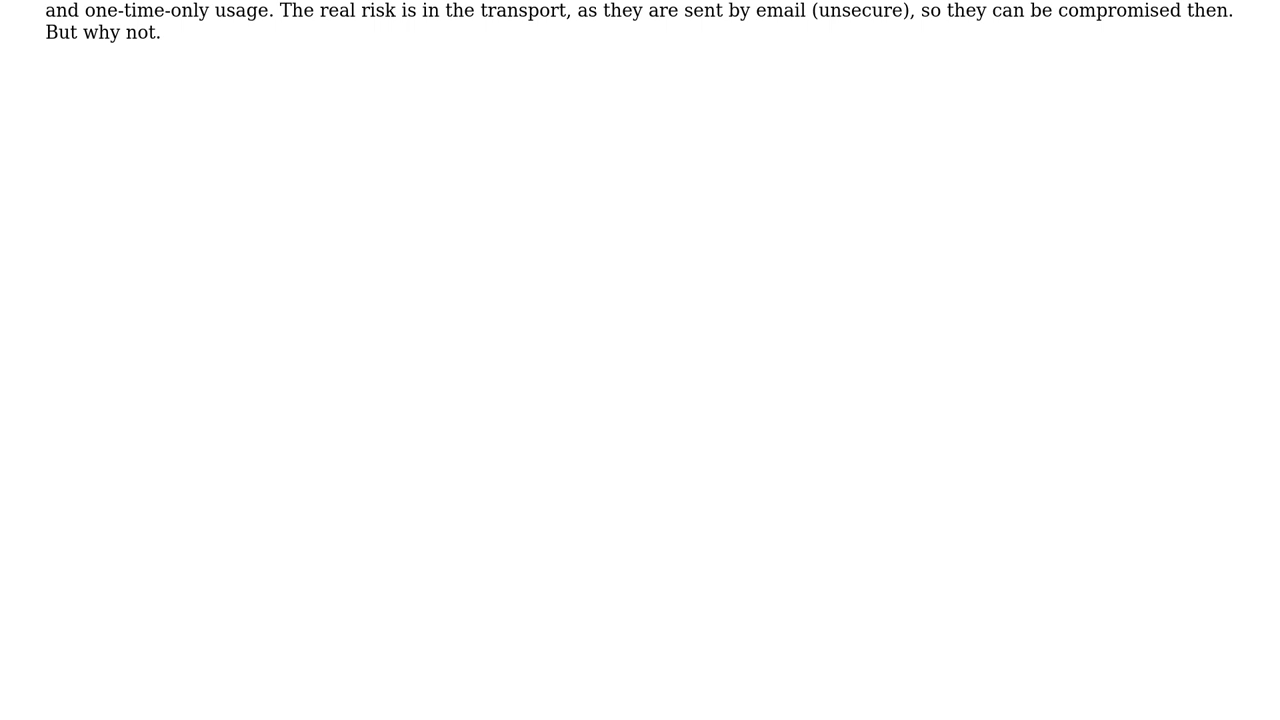 and one-time-only usage. The real risk is in the transport, as they are sent by email (unsecure), so they can be compromised then.
But why not.